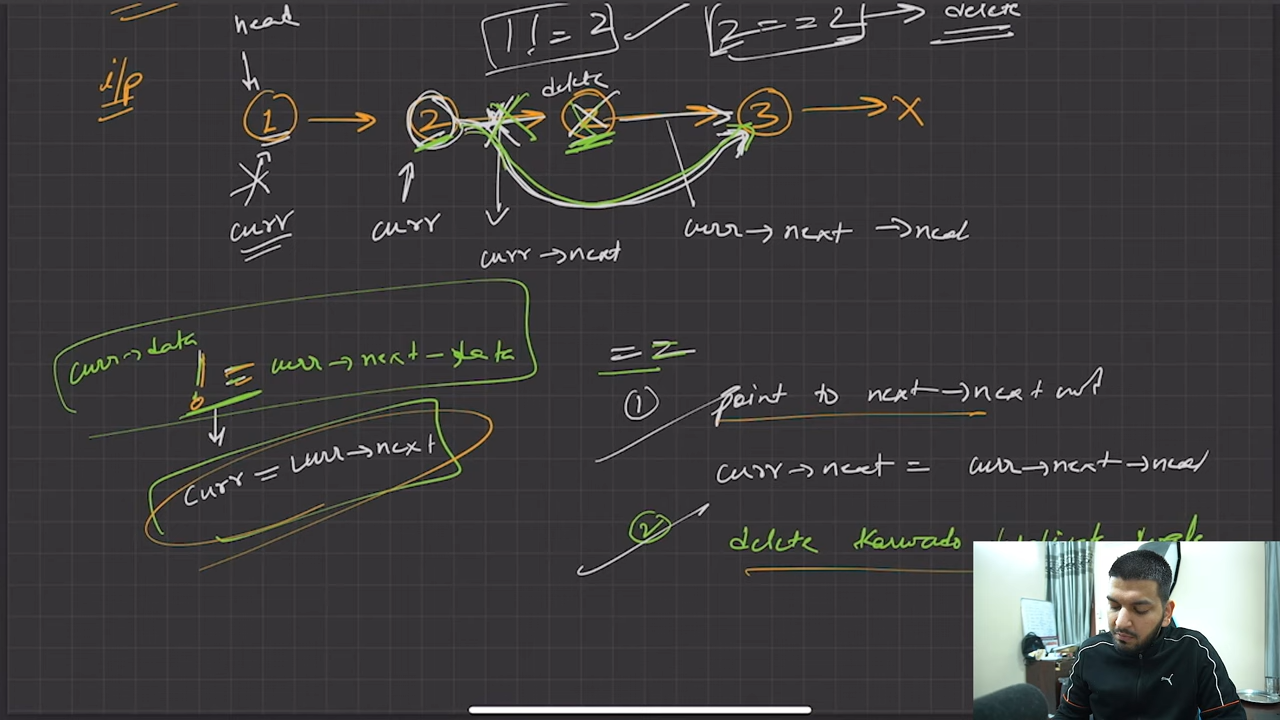 head
1 != 2 2 == 2 → delete
i/p
delete
1 → 2 → 2 → 3 → X
curr curr curr → next curr → next → next
curr → data != curr → next → data
== 2
① point to next → next
curr = curr → next
curr → next = curr → next → next
② delete karwado